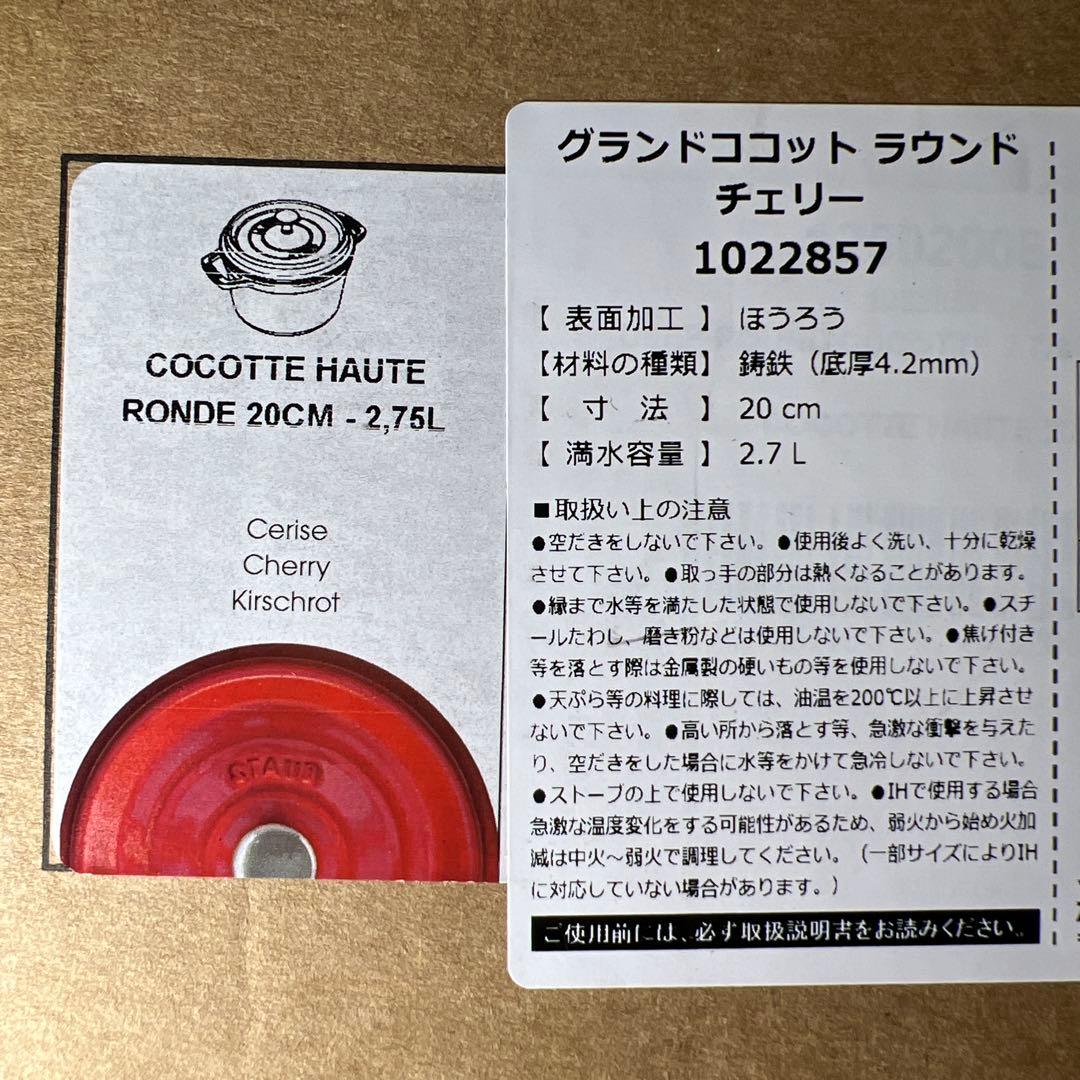 COCOTTE HAUTE
RONDE 20CM - 2,75L
Cerise
Cherry
Kirschrot
グランドココット ラウンド
チェリー
1022857
【 表面加工 】 ほうろう
【材料の種類】 鋳鉄（底厚4.2mm）
【 寸 法 】 20 cm
【 満水容量 】 2.7 L
■取扱い上の注意
●空だきをしないで下さい。●使用後よく洗い、十分に乾燥
させて下さい。●取っ手の部分は熱くなることがあります。
●縁まで水等を満たした状態で使用しないで下さい。●スチ
ールたわし、磨き粉などは使用しないで下さい。●焦げ付き
等を落とす際は金属製の硬いもの等を使用しないで下さい。
●天ぷら等の料理に際しては、油温を200℃以上に上昇させ
ないで下さい。●高い所から落とす等、急激な衝撃を与えた
り、空だきをした場合に水等をかけて急冷しないで下さい。
●ストーブの上で使用しないで下さい。●IHで使用する場合
急激な温度変化をする可能性があるため、弱火から始め火加
減は中火～弱火で調理してください。（一部サイズによりIH
に対応していない場合があります。）
ご使用前には、必ず取扱説明書をお読みください。